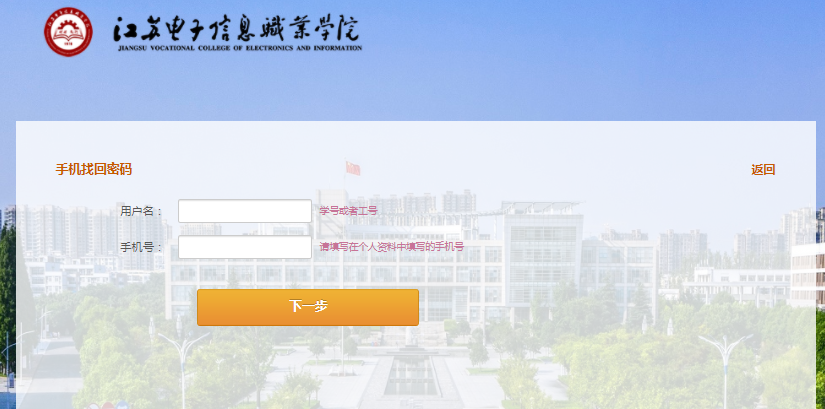 江苏电子信息職業学院
JIANGSU VOCATIONAL COLLEGE OF ELECTRONICS AND INFORMATION
手机找回密码
返回
用户名：
学号或者工号
手机号：
请填写在个人资料中填写的手机号
下一步